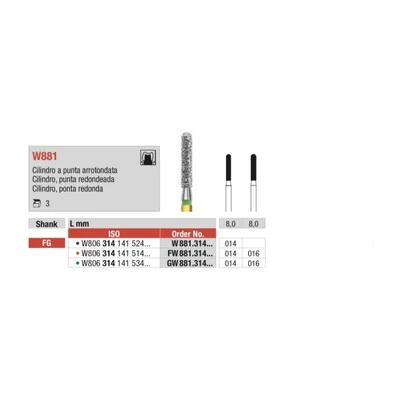 W881
Cilindro a punta arrotondata
Cilindro, punta redondeada
Cilindro, ponta redonda
3
Shank L mm 8,0 8,0
ISO Order No.
FG • W806 314 141 524... W 881.314... 014
• W806 314 141 514... FW 881.314... 014 016
• W806 314 141 534... GW 881.314... 014 016